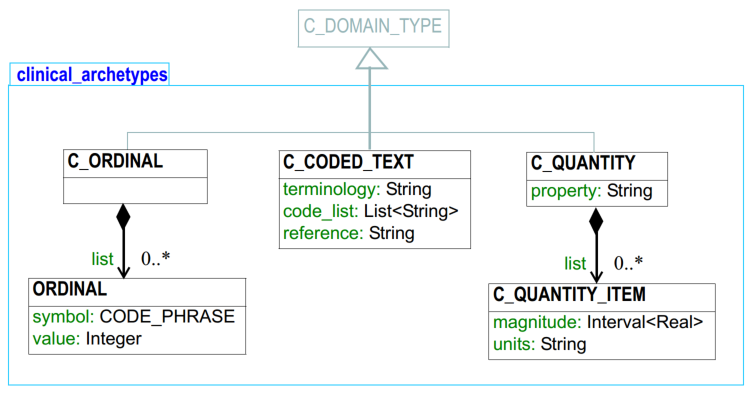 C_DOMAIN_TYPE
clinical_archetypes
C_ORDINAL
list
0..*
ORDINAL
symbol: CODE_PHRASE
value: Integer
C_CODED_TEXT
terminology: String
code_list: List<String>
reference: String
C_QUANTITY
property: String
list
0..*
C_QUANTITY_ITEM
magnitude: Interval<Real>
units: String